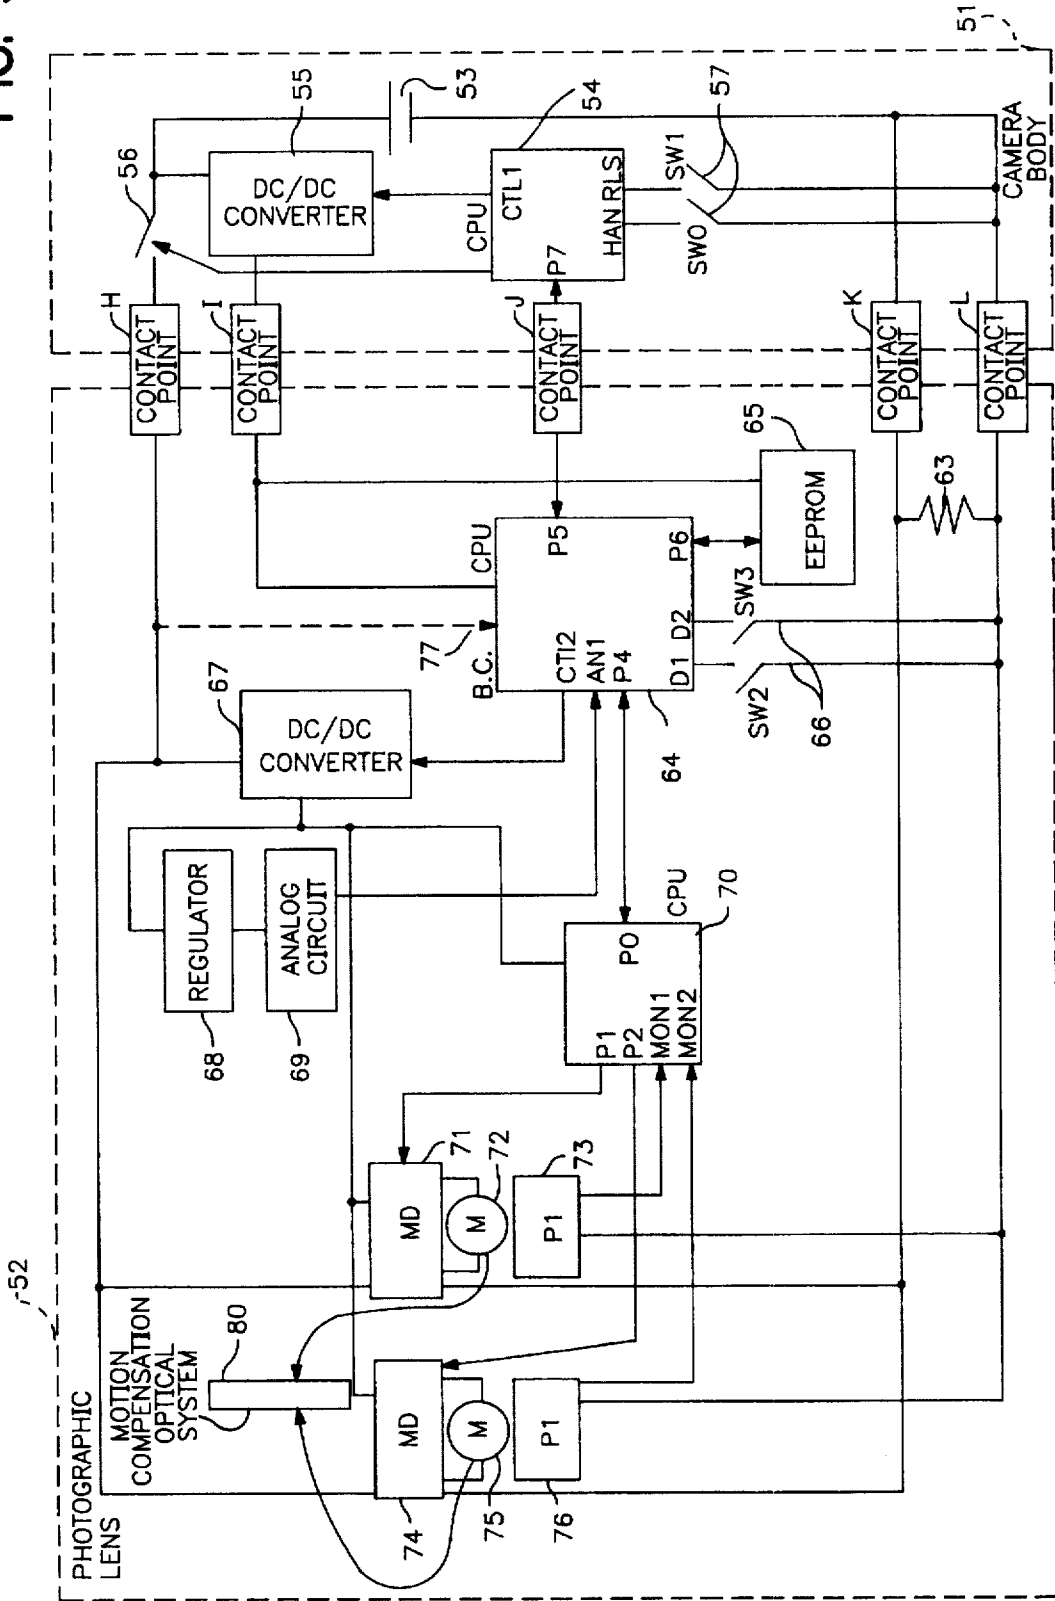 FIG.
51
CAMERA
BODY
53
55
DC/DC
CONVERTER
56
54
CPU
CTL1
HAN RLS
P7
57
SW1
SW0
H
CONTACT
POINT
I
CONTACT
POINT
J
CONTACT
POINT
K
CONTACT
POINT
L
CONTACT
POINT
52
PHOTOGRAPHIC
LENS
63
65
EEPROM
CPU
P5
P6
B.C.
77
CTI2
AN1
P4
D1
D2
64
SW3
SW2
66
67
DC/DC
CONVERTER
REGULATOR
68
ANALOG
CIRCUIT
69
CPU
70
PO
P1
P2
MON1
MON2
71
MD
72
M
73
P1
MOTION
COMPENSATION
OPTICAL
SYSTEM
80
MD
74
M
75
P1
76